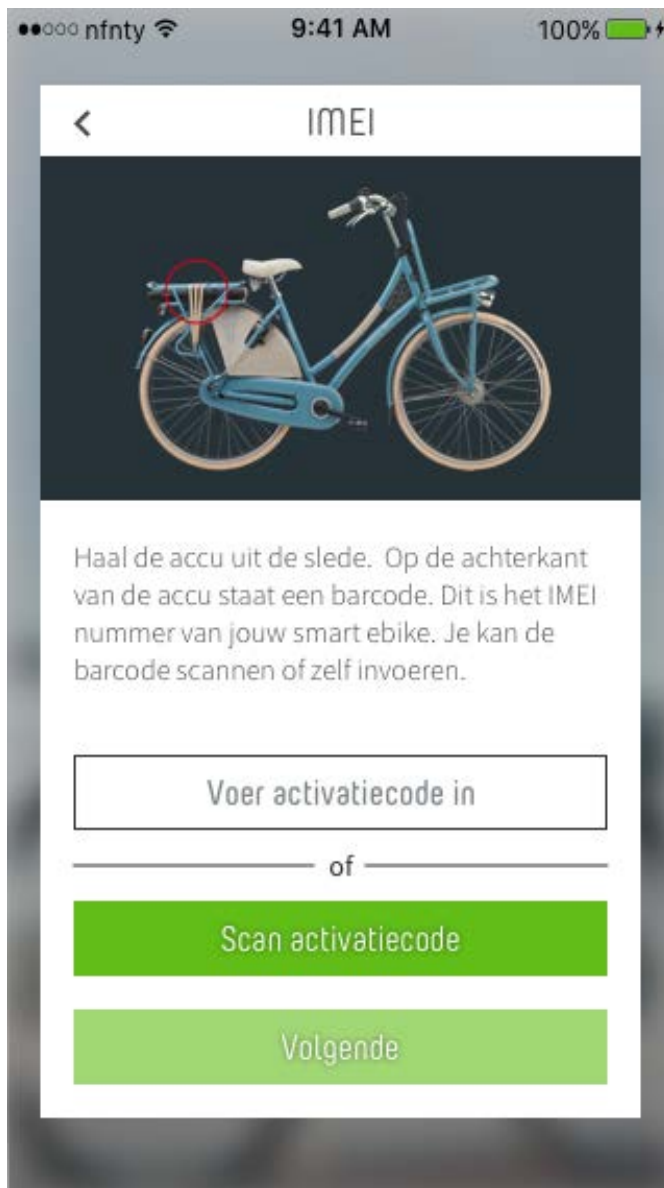 nfnty 9:41 AM 100%
IMEI
Haal de accu uit de slede. Op de achterkant
van de accu staat een barcode. Dit is het IMEI
nummer van jouw smart ebike. Je kan de
barcode scannen of zelf invoeren.
Voer activatiecode in
of
Scan activatiecode
Volgende